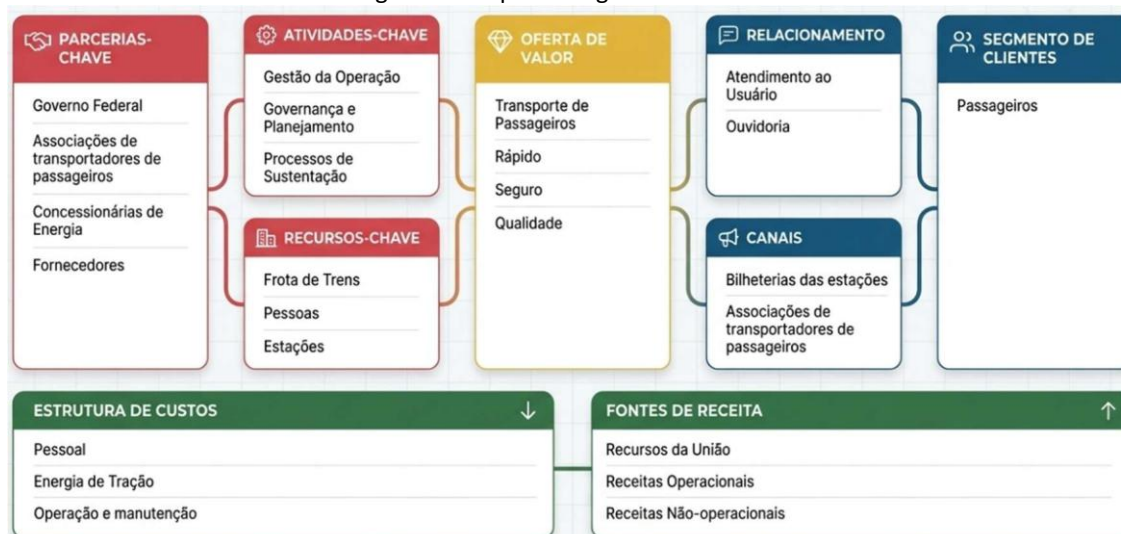 PARCERIAS-
CHAVE
Governo Federal
Associações de
transportadores de
passageiros
Concessionárias de
Energia
Fornecedores
ATIVIDADES-CHAVE
Gestão da Operação
Governança e
Planejamento
Processos de
Sustentação
RECURSOS-CHAVE
Frota de Trens
Pessoas
Estações
OFERTA DE
VALOR
Transporte de
Passageiros
Rápido
Seguro
Qualidade
RELACIONAMENTO
Atendimento ao
Usuário
Ouvidoria
CANAIS
Bilheterias das estações
Associações de
transportadores de
passageiros
SEGMENTO DE
CLIENTES
Passageiros
ESTRUTURA DE CUSTOS
Pessoal
Energia de Tração
Operação e manutenção
FONTES DE RECEITA
Recursos da União
Receitas Operacionais
Receitas Não-operacionais